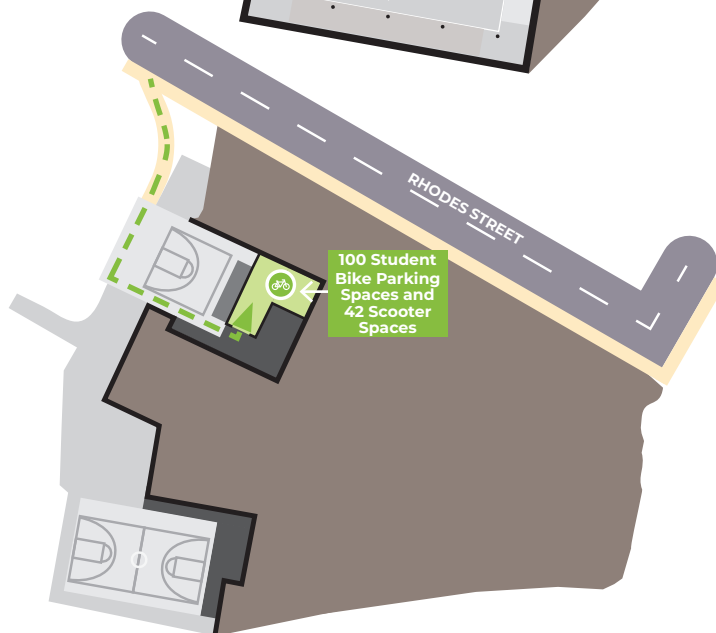 RHODES STREET
100 Student
Bike Parking
Spaces and
42 Scooter
Spaces